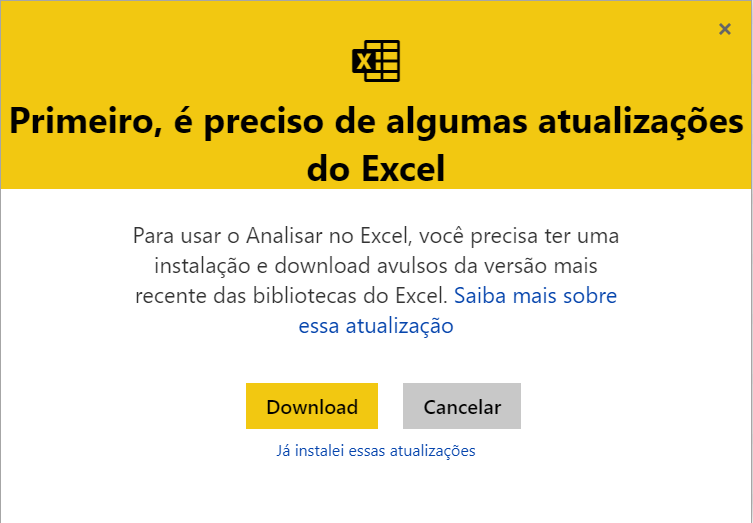 Primeiro, é preciso de algumas atualizações
do Excel
Para usar o Analisar no Excel, você precisa ter uma
instalação e download avulsos da versão mais
recente das bibliotecas do Excel. Saiba mais sobre
essa atualização
Download
Cancelar
Já instalei essas atualizações